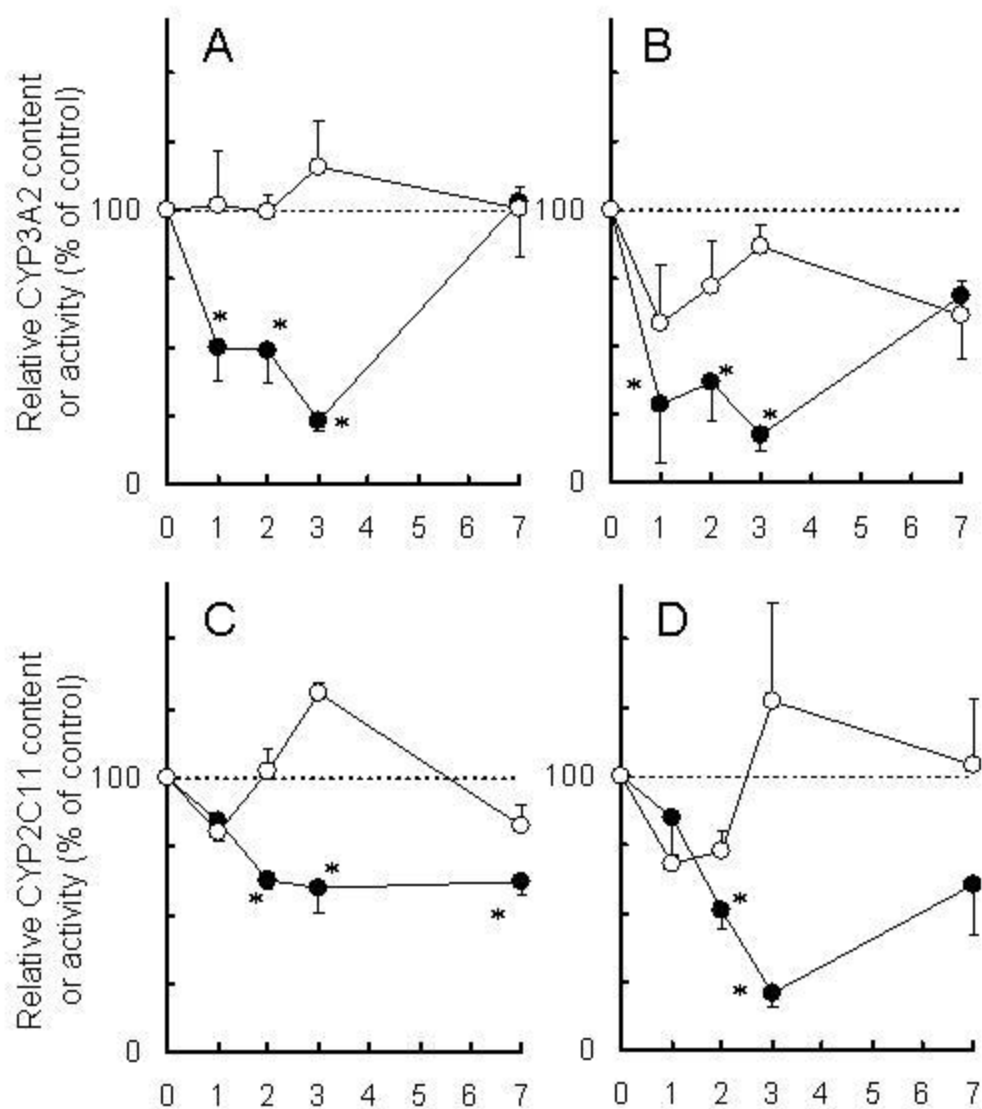 A
B
Relative CYP3A2 content
or activity (% of control)
100
100
*
*
*
*
*
*
0
0
0 1 2 3 4 5 6 7
0 1 2 3 4 5 6 7
C
D
Relative CYP2C11 content
or activity (% of control)
100
100
*
*
*
*
*
0
0
0 1 2 3 4 5 6 7
0 1 2 3 4 5 6 7